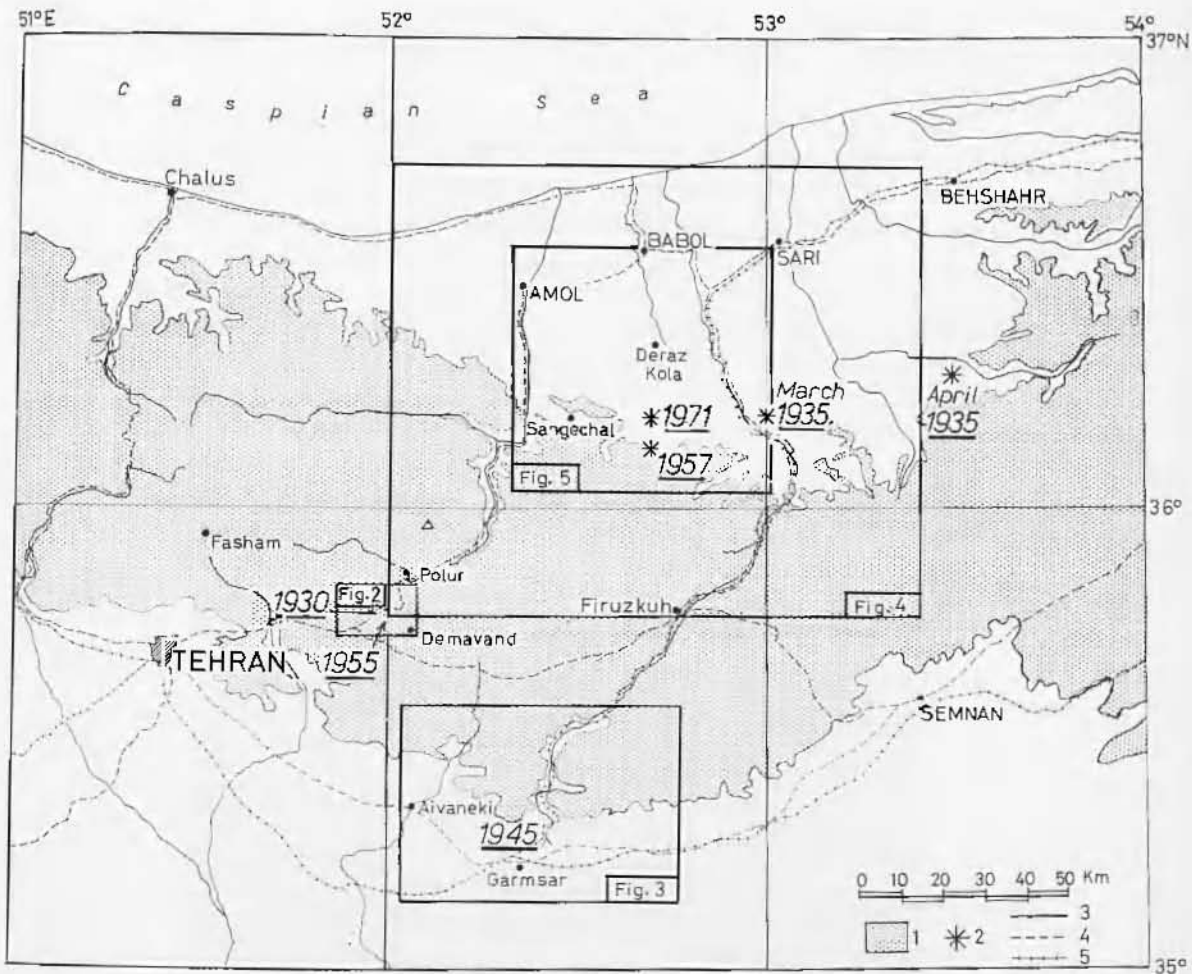 51°E
52°
53°
54°
37°N
Caspian Sea
Chalus
BEHSHAHR
BABOL
SARI
AMOL
Deraz
Kola
March
1935.
April
1935
Sangechal
1971
1957
Fig. 5
36°
Fasham
Polur
Fig. 2
1930
Firuzkuh
Fig. 4
Demavand
TEHRAN
1955
SEMNAN
Aivaneki
1945
Garmsar
Fig. 3
0 10 20 30 40 50 Km
1
2
3
4
5
35°